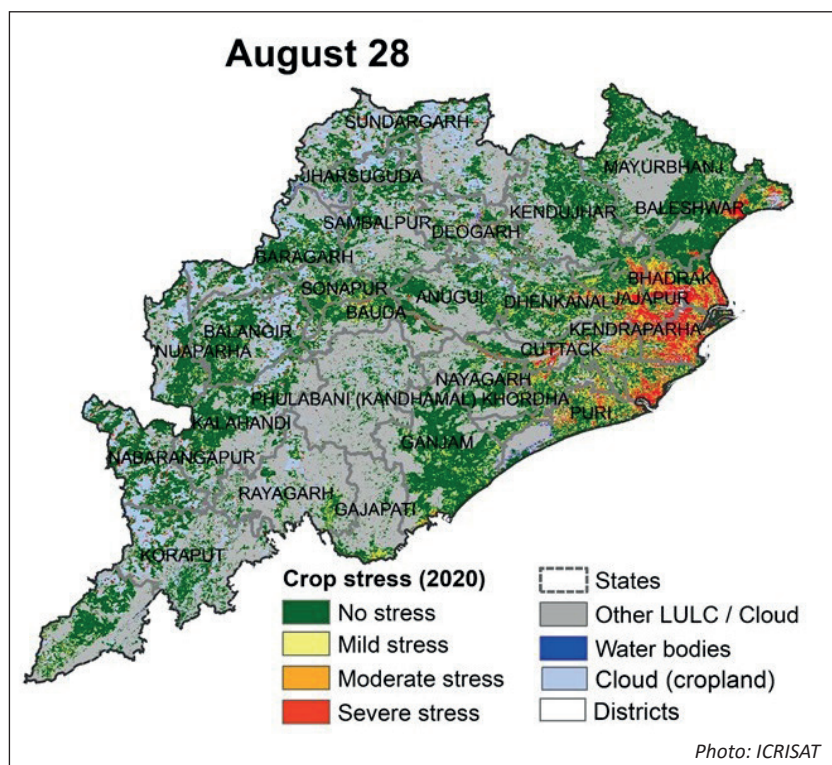 August 28
SUNDARGARH
JHARSUGUDA
MAYURBHANJ
SAMBALPUR
DEOGARH
KENDUJHAR
BALESHWAR
BARAGARH
SONAPUR
ANUGUL
DHENKANAL
BHADRAK
JAJAPUR
BAUDA
BALANGIR
KENDRAPARHA
NUAPARHA
CUTTACK
NAYAGARH
PHULABANI (KANDHAMAL)
KHORDHA
PURI
KALAHANDI
GANJAM
NABARANGAPUR
RAYAGARH
GAJAPATI
KORAPUT
Crop stress (2020)
No stress
Mild stress
Moderate stress
Severe stress
States
Other LULC / Cloud
Water bodies
Cloud (cropland)
Districts
Photo: ICRISAT